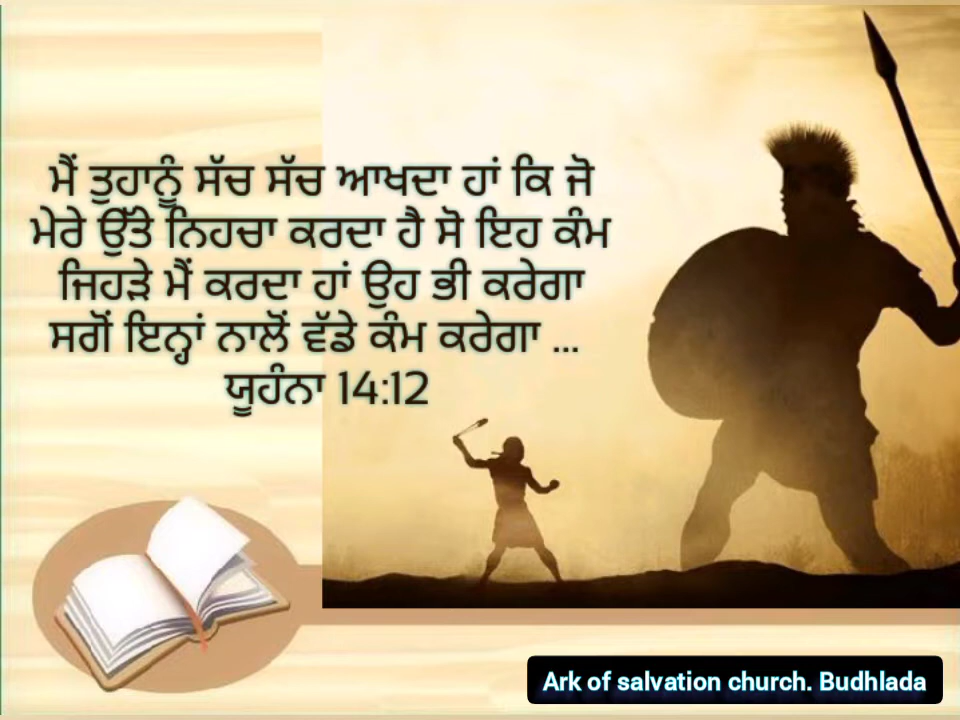 ਮੈਂ ਤੁਹਾਨੂੰ ਸੱਚ ਸੱਚ ਆਖਦਾ ਹਾਂ ਕਿ ਜੋ
ਮੇਰੇ ਉੱਤੇ ਨਿਹਚਾ ਕਰਦਾ ਹੈ ਸੋ ਇਹ ਕੰਮ
ਜਿਹੜੇ ਮੈਂ ਕਰਦਾ ਹਾਂ ਉਹ ਭੀ ਕਰੇਗਾ
ਸਗੋਂ ਇਨ੍ਹਾਂ ਨਾਲੋਂ ਵੱਡੇ ਕੰਮ ਕਰੇਗਾ ...
ਯੂਹੰਨਾ 14:12
Ark of salvation church. Budhlada